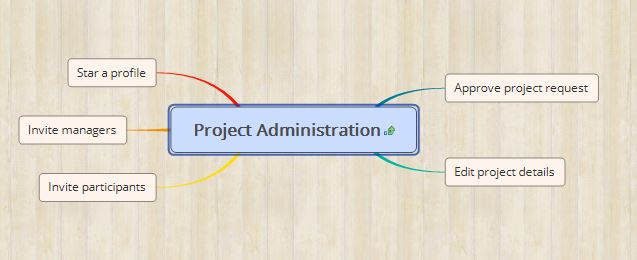 Star a profile
Approve project request
Invite managers
Project Administration
Invite participants
Edit project details